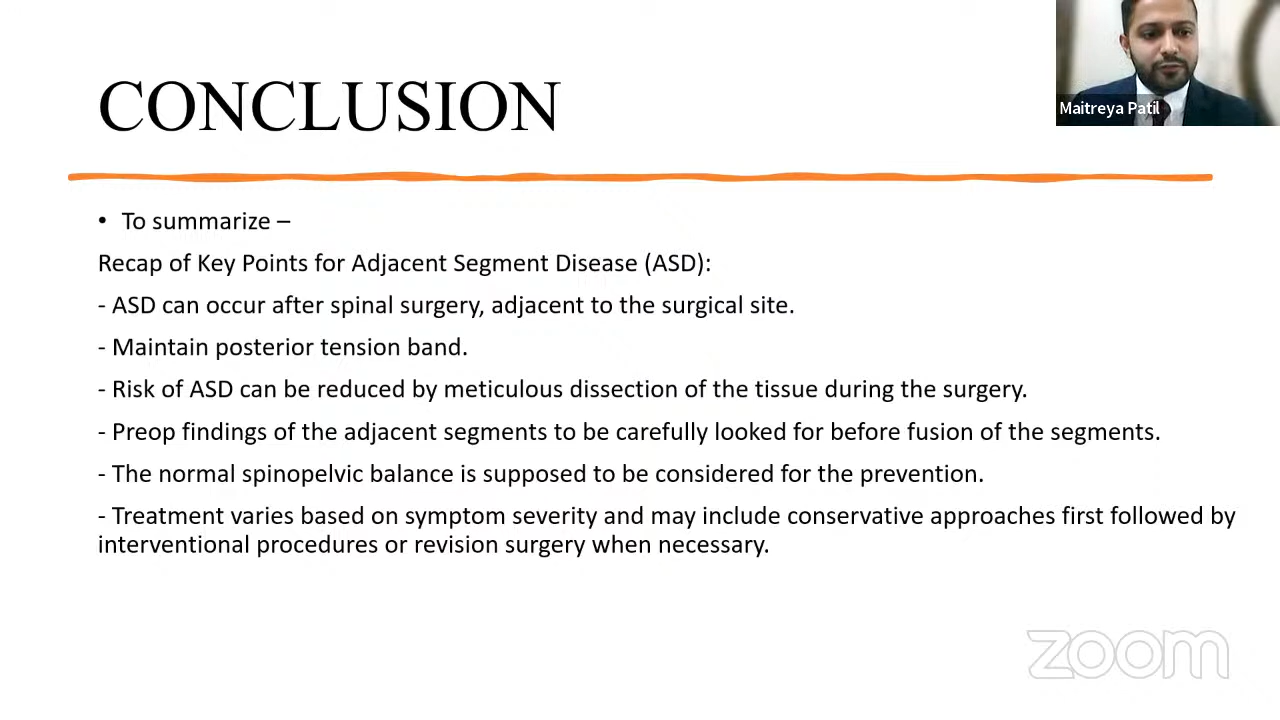 CONCLUSION
Maitreya Patil
• To summarize –
Recap of Key Points for Adjacent Segment Disease (ASD):
- ASD can occur after spinal surgery, adjacent to the surgical site.
- Maintain posterior tension band.
- Risk of ASD can be reduced by meticulous dissection of the tissue during the surgery.
- Preop findings of the adjacent segments to be carefully looked for before fusion of the segments.
- The normal spinopelvic balance is supposed to be considered for the prevention.
- Treatment varies based on symptom severity and may include conservative approaches first followed by
interventional procedures or revision surgery when necessary.
zoom